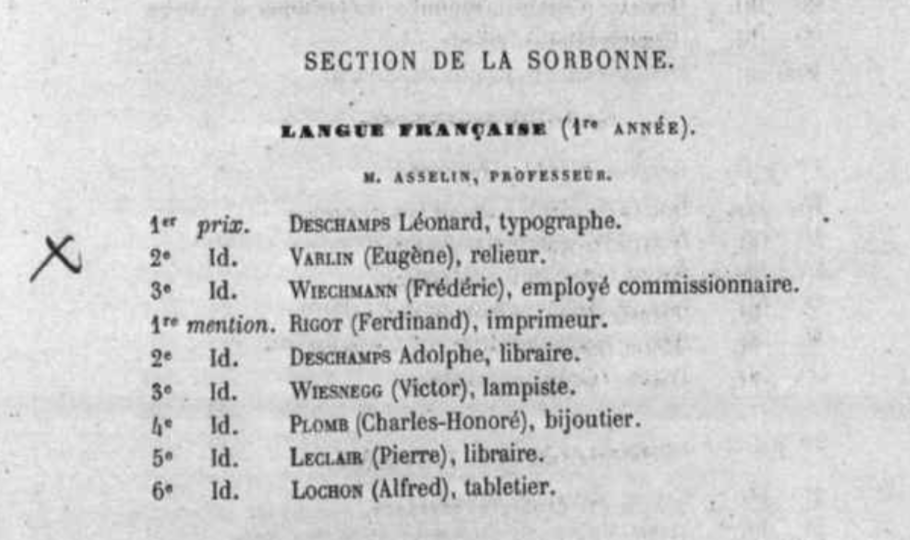 SECTION DE LA SORBONNE.
LANGUE FRANÇAISE (1re ANNÉE).
M. ASSELIN, PROFESSEUR.
1er prix. DESCHAMPS Léonard, typographe.
2e Id. VARLIN (Eugène), relieur.
3e Id. WIECHMANN (Frédéric), employé commissionnaire.
1re mention. RIGOT (Ferdinand), imprimeur.
2e Id. DESCHAMPS Adolphe, libraire.
3e Id. WIESNEGG (Victor), lampiste.
4e Id. PLOMB (Charles-Honoré), bijoutier.
5e Id. LECLAIR (Pierre), libraire.
6e Id. LOCHON (Alfred), tabletier.